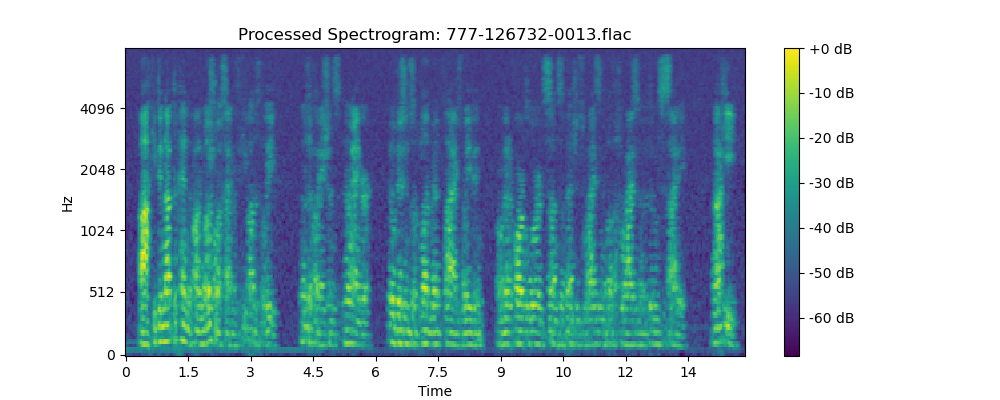 Processed Spectrogram: 777-126732-0013.flac
Hz
4096
2048
1024
512
0
0 1.5 3 4.5 6 7.5 9 10 12 14
Time
+0 dB
-10 dB
-20 dB
-30 dB
-40 dB
-50 dB
-60 dB